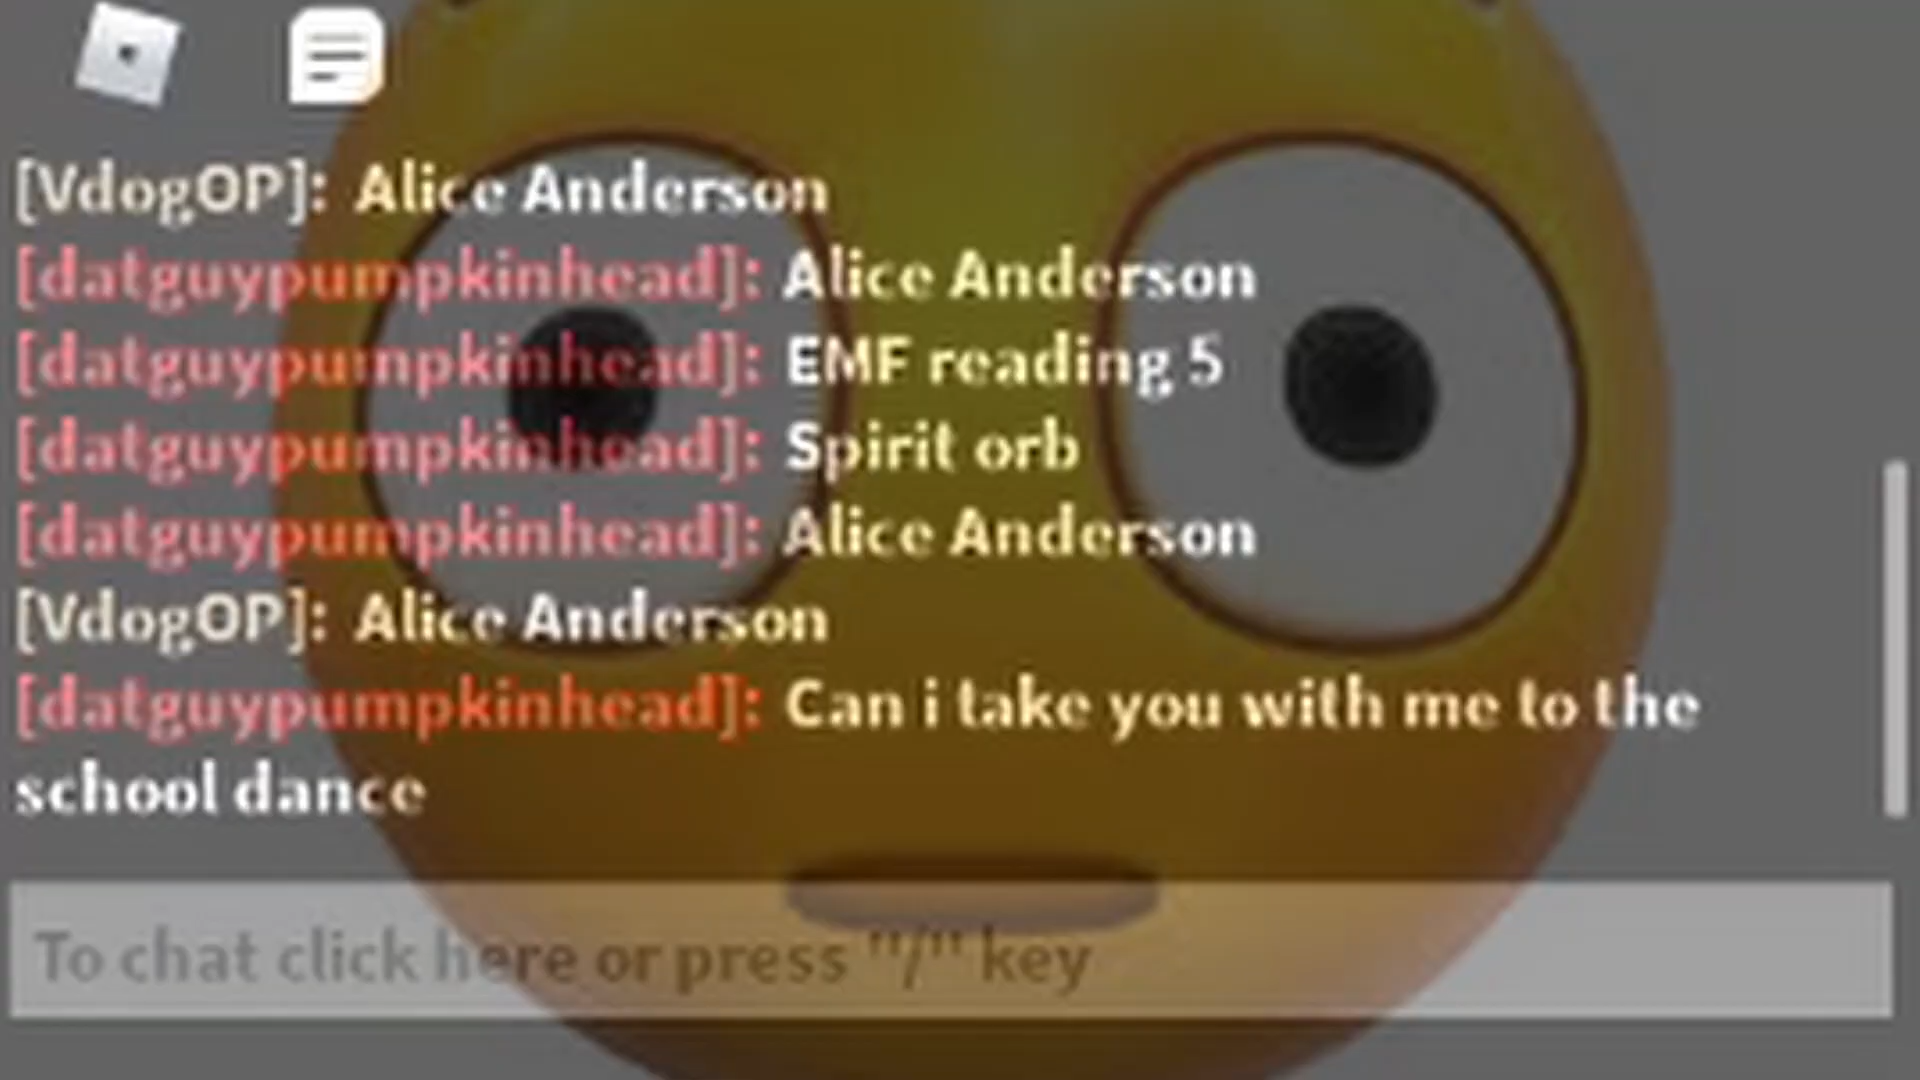 [VdogOP]: Alice Anderson
[datguypumpkinhead]: Alice Anderson
[datguypumpkinhead]: EMF reading 5
[datguypumpkinhead]: Spirit orb
[datguypumpkinhead]: Alice Anderson
[VdogOP]: Alice Anderson
[datguypumpkinhead]: Can i take you with me to the
school dance
To chat click here or press "/" key